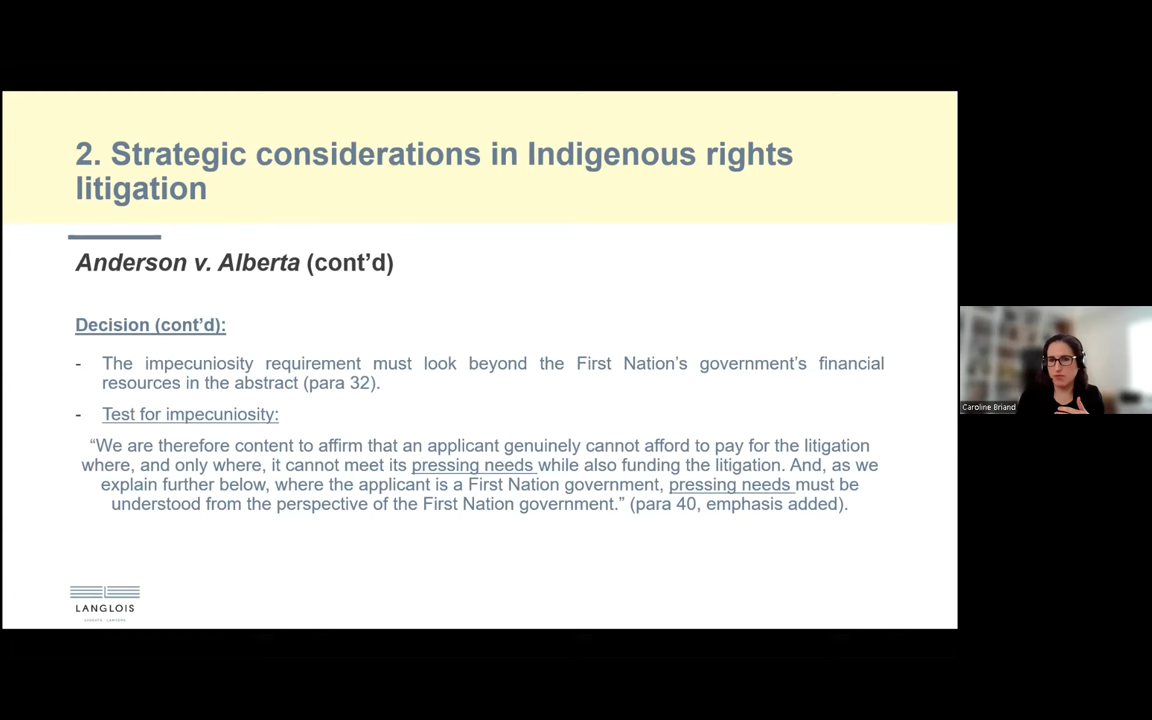 2. Strategic considerations in Indigenous rights
litigation
Anderson v. Alberta (cont’d)
Decision (cont’d):
- The impecuniosity requirement must look beyond the First Nation’s government’s financial
resources in the abstract (para 32).
- Test for impecuniosity:
“We are therefore content to affirm that an applicant genuinely cannot afford to pay for the litigation
where, and only where, it cannot meet its pressing needs while also funding the litigation. And, as we
explain further below, where the applicant is a First Nation government, pressing needs must be
understood from the perspective of the First Nation government.” (para 40, emphasis added).
LANGLOIS
Caroline Briand